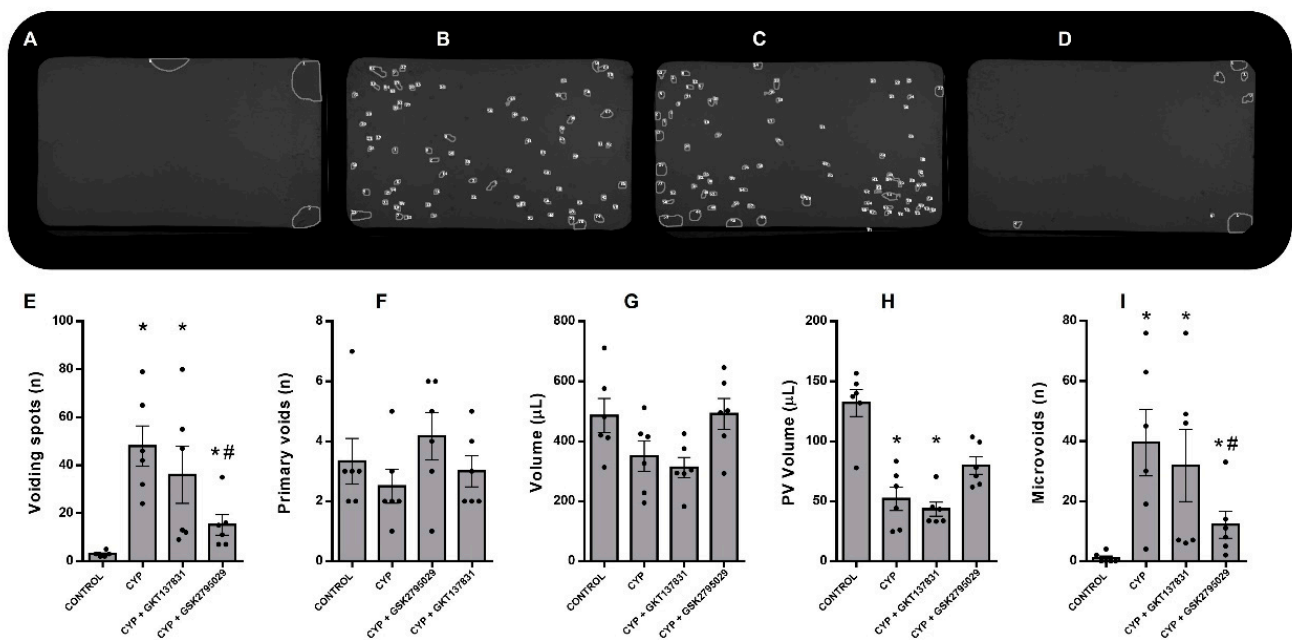 A B C D
E F G H I
Voiding spots (n)
100
80
60
40
20
0
* * *#
CONTROL
CYP
CYP + GKT137831
CYP + GSK2795029
Primary voids (n)
8
6
4
2
0
CONTROL
CYP
CYP + GSK2795029
CYP + GKT137831
Volume (µL)
800
600
400
200
0
CONTROL
CYP
CYP + GKT137831
CYP + GSK2795029
PV Volume (µL)
200
150
100
50
0
* *
CONTROL
CYP
CYP + GKT137831
CYP + GSK2795029
Microvoids (n)
80
60
40
20
0
* * *#
CONTROL
CYP
CYP + GKT137831
CYP + GSK2795029